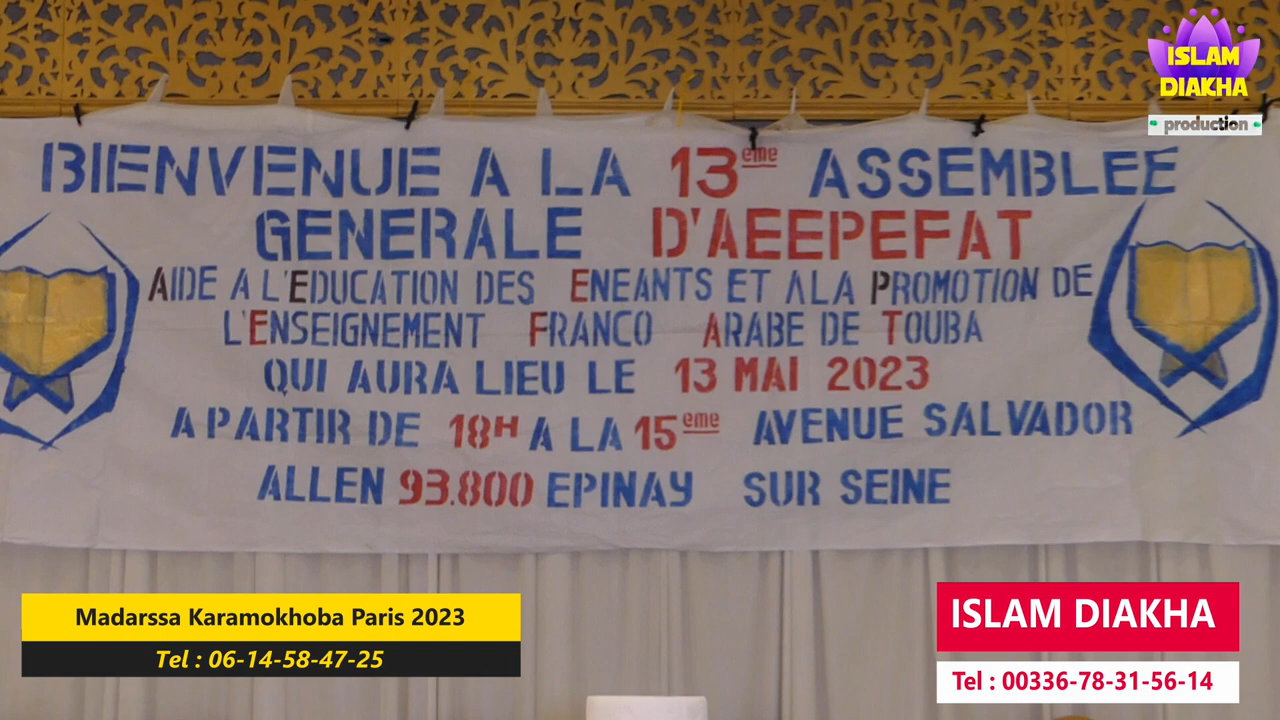 ISLAM
DIAKHA
production
BIENVENUE A LA 13eme ASSEMBLEE
GENERALE D'AEEPEFAT
AIDE A L'EDUCATION DES ENEANTS ET ALA PROMOTION DE
L'ENSEIGNEMENT FRANCO ARABE DE TOUBA
QUI AURA LIEU LE 13 MAI 2023
A PARTIR DE 18H A LA 15eme AVENUE SALVADOR
ALLEN 93.800 EPINAY SUR SEINE
Madarssa Karamokhoba Paris 2023
Tel : 06-14-58-47-25
ISLAM DIAKHA
Tel : 00336-78-31-56-14